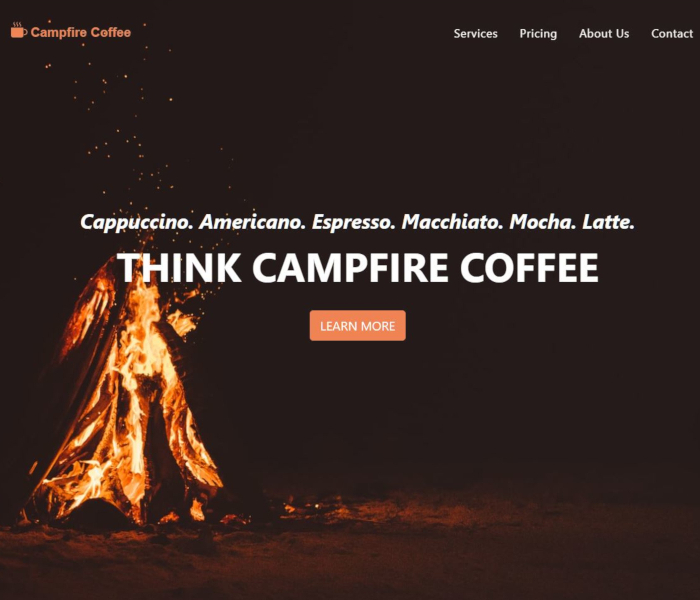 Campfire Coffee
Services Pricing About Us Contact
Cappuccino. Americano. Espresso. Macchiato. Mocha. Latte.
THINK CAMPFIRE COFFEE
LEARN MORE